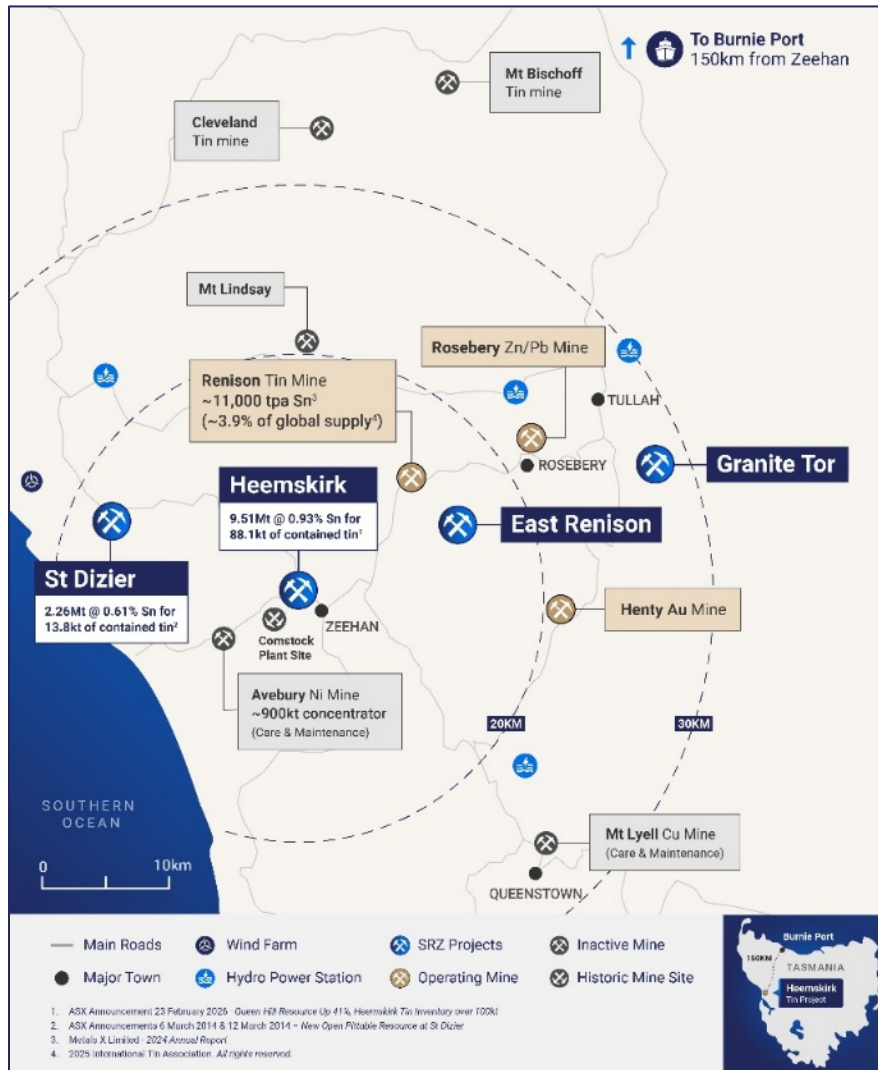 To Burnie Port
150km from Zeehan
Mt Bischoff
Tin mine
Cleveland
Tin mine
Mt Lindsay
Rosebery Zn/Pb Mine
Renison Tin Mine
~11,000 tpa Sn³
(~3.9% of global supply⁴)
TULLAH
ROSEBERY
Granite Tor
Heemskirk
9.51Mt @ 0.93% Sn for
88.1kt of contained tin¹
East Renison
St Dizier
2.26Mt @ 0.61% Sn for
13.8kt of contained tin²
ZEEHAN
Comstock
Plant Site
Henty Au Mine
Avebury Ni Mine
~900kt concentrator
(Care & Maintenance)
20KM
30KM
SOUTHERN
OCEAN
0
10km
Mt Lyell Cu Mine
(Care & Maintenance)
QUEENSTOWN
Main Roads
Wind Farm
SRZ Projects
Inactive Mine
Major Town
Hydro Power Station
Operating Mine
Historic Mine Site
1. ASX Announcement 23 February 2026 - Queen Hill Resource Up 41%, Heemskirk Tin Inventory over 100kt
2. ASX Announcements 6 March 2014 & 12 March 2014 – New Open Pittable Resource at St Dizier
3. Metals X Limited - 2024 Annual Report
4. 2025 International Tin Association. All rights reserved.
Burnie Port
150KM
TASMANIA
Heemskirk
Tin Project